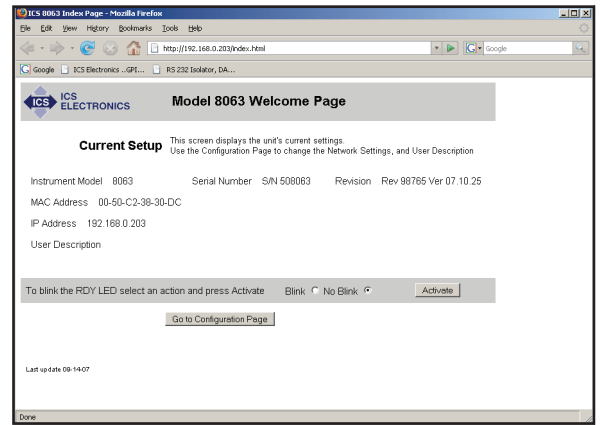 ICS 8063 Index Page - Mozilla Firefox
File Edit View History Bookmarks Tools Help
http://192.168.0.203/index.html
Google
Google ICS Electronics ..GPI... RS 232 Isolator, DA...
ICS
ICS
ELECTRONICS
Model 8063 Welcome Page
Current Setup
This screen displays the unit's current settings.
Use the Configuration Page to change the Network Settings, and User Description
Instrument Model 8063 Serial Number S/N 508063 Revision Rev 98765 Ver 07.10.25
MAC Address 00-50-C2-38-30-DC
IP Address 192.168.0.203
User Description
To blink the RDY LED select an action and press Activate Blink No Blink Activate
Go to Configuration Page
Last update 09-14-07
Done